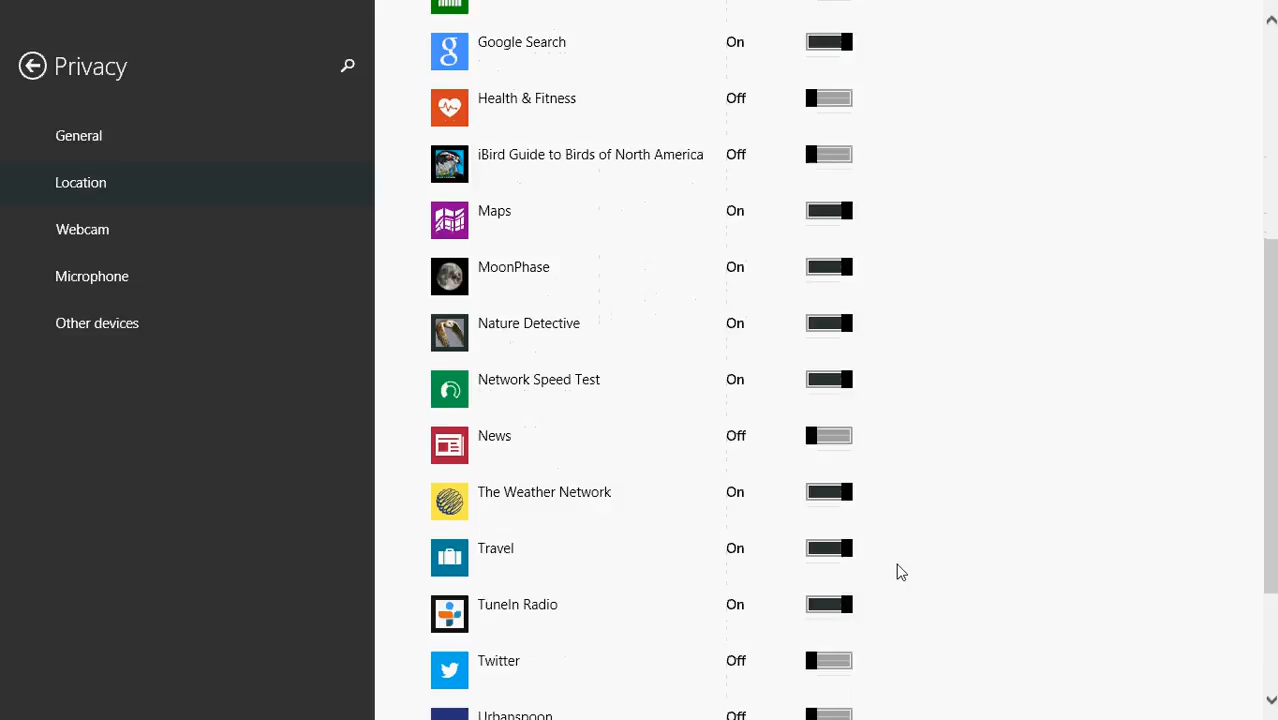 Privacy
General
Location
Webcam
Microphone
Other devices
Google Search On
Health & Fitness Off
iBird Guide to Birds of North America Off
Maps On
MoonPhase On
Nature Detective On
Network Speed Test On
News Off
The Weather Network On
Travel On
TuneIn Radio On
Twitter Off
Urbanspoon Off